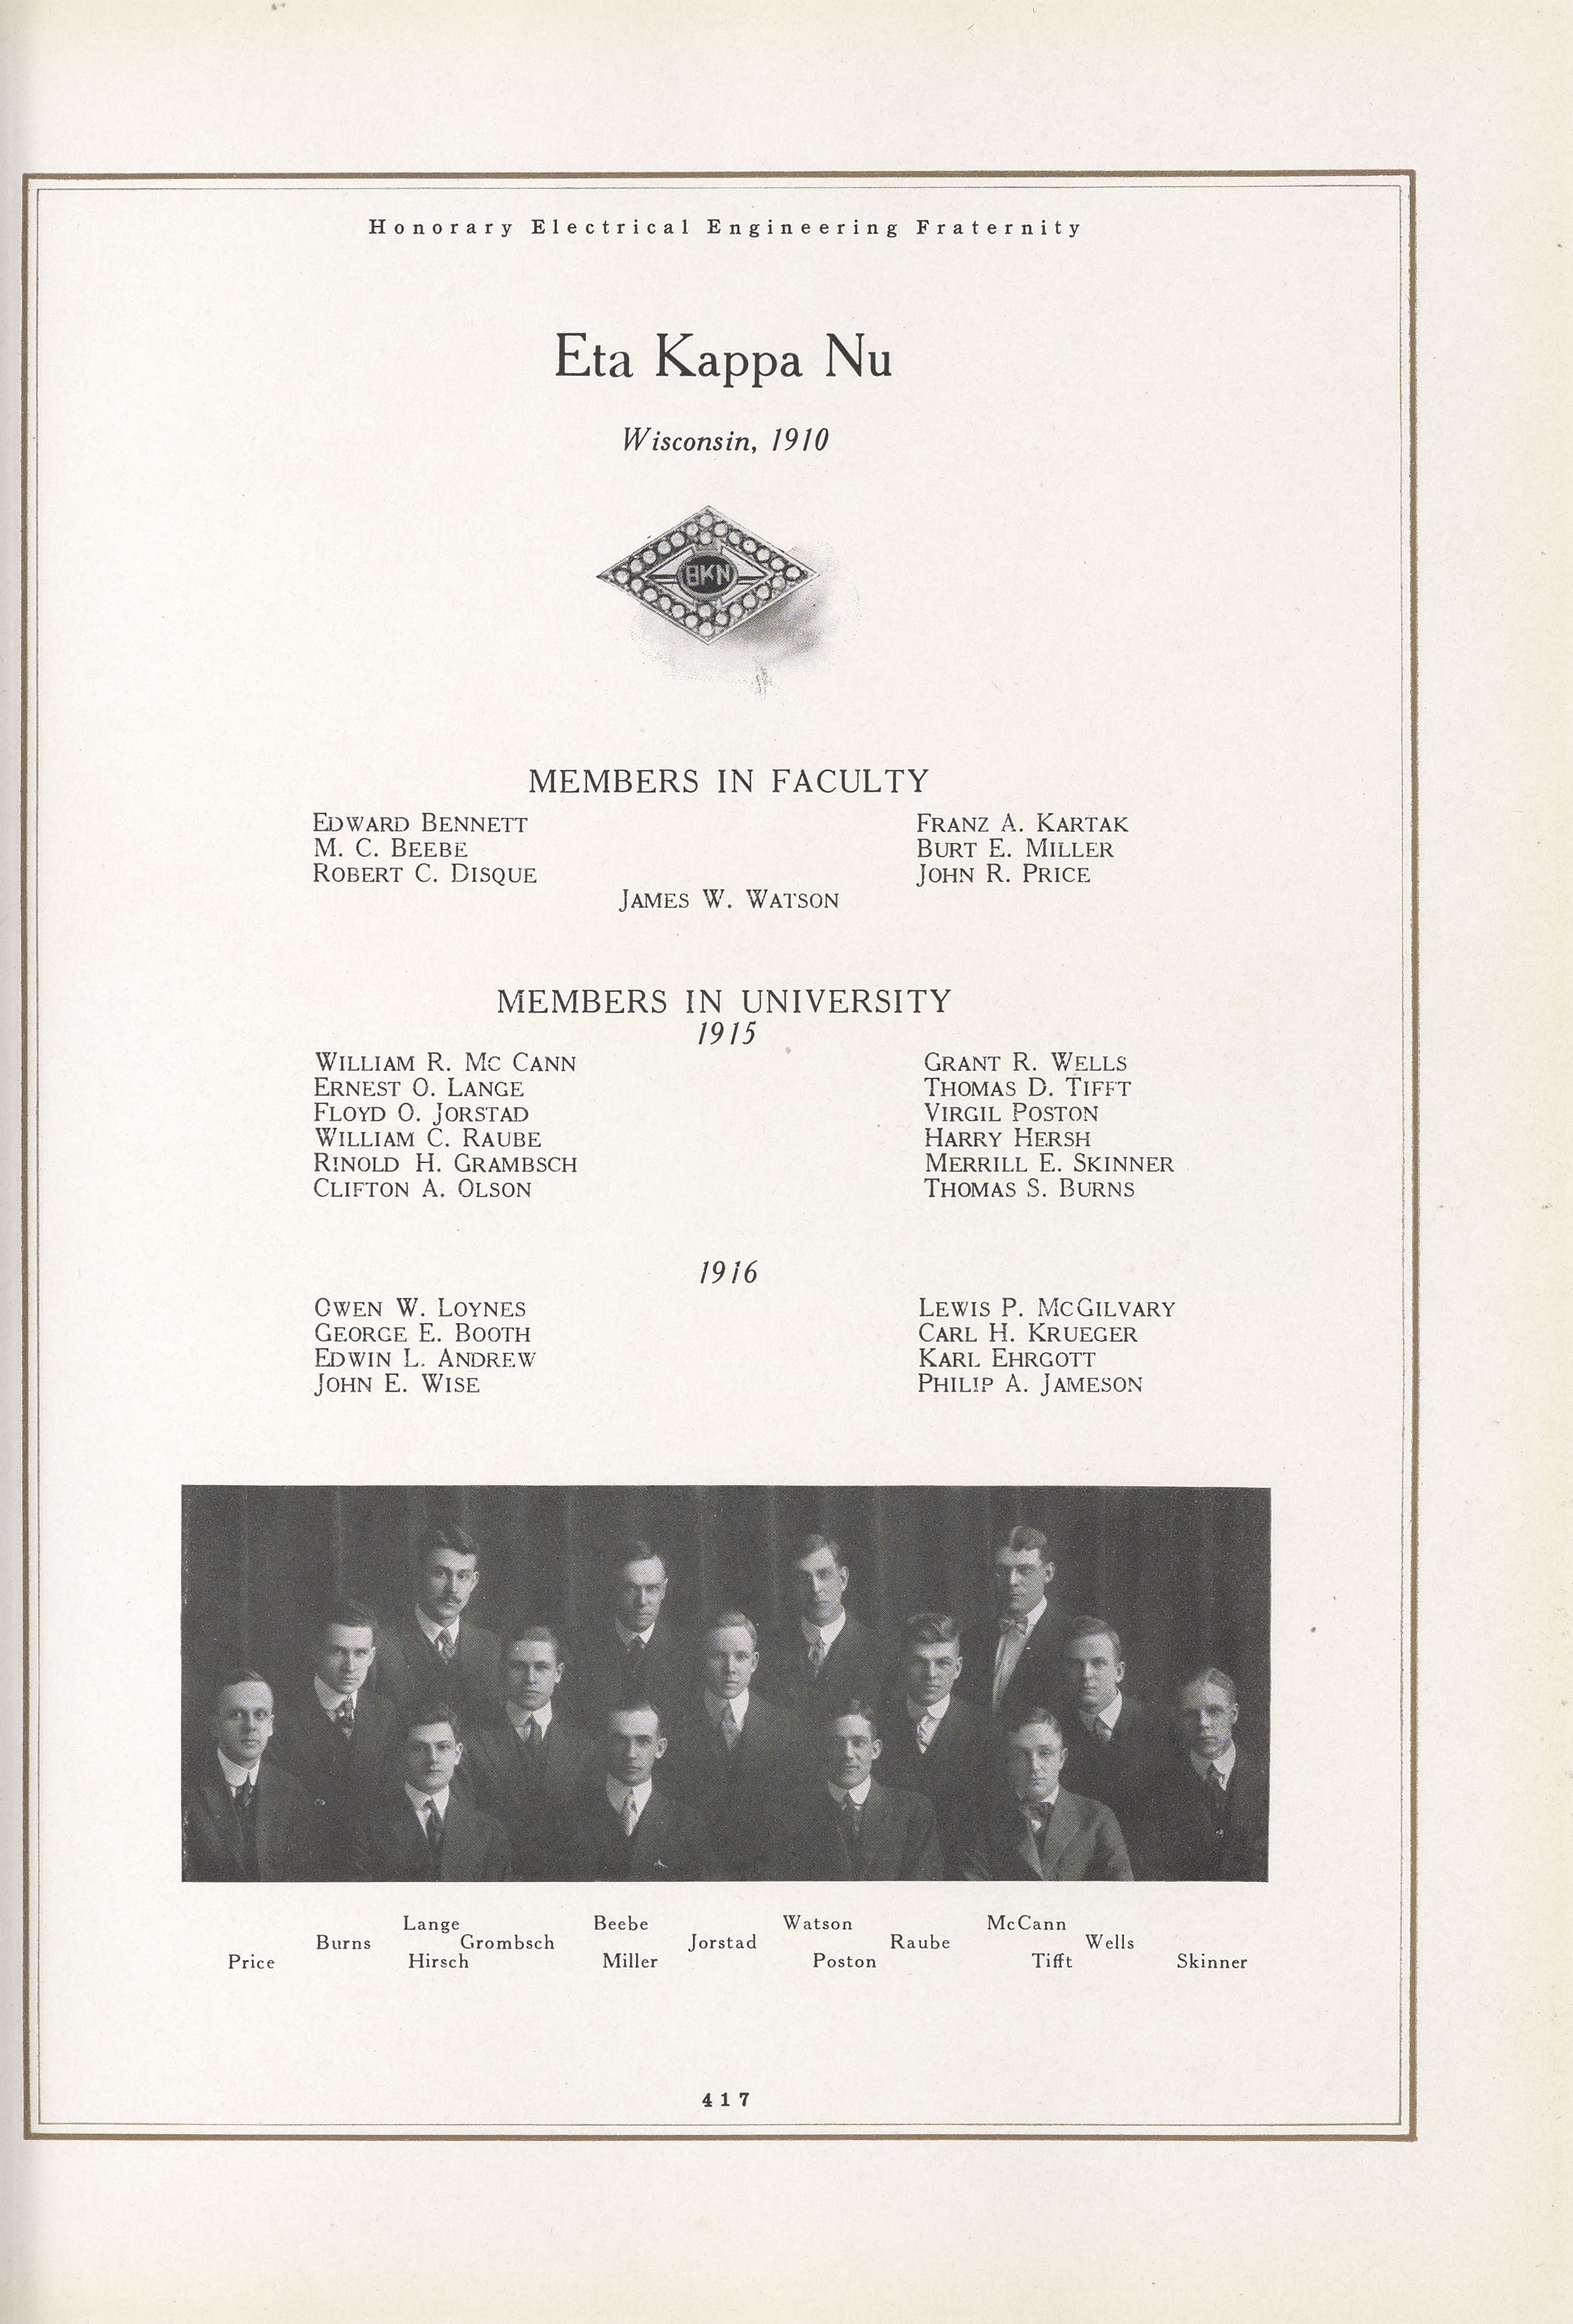 Honorary Electrical Engineering Fraternity
Eta Kappa Nu
Wisconsin, 1910
HKN
MEMBERS IN FACULTY
EDWARD BENNETT FRANZ A. KARTAK
M. C. BEEBE BURT E. MILLER
ROBERT C. DISQUE JOHN R. PRICE
JAMES W. WATSON
MEMBERS IN UNIVERSITY
1915
WILLIAM R. MC CANN GRANT R. WELLS
ERNEST O. LANGE THOMAS D. TIFFT
FLOYD O. JORSTAD VIRGIL POSTON
WILLIAM C. RAUBE HARRY HERSH
RINOLD H. GRAMBSCH MERRILL E. SKINNER
CLIFTON A. OLSON THOMAS S. BURNS
1916
OWEN W. LOYNES LEWIS P. MCGILVARY
GEORGE E. BOOTH CARL H. KRUEGER
EDWIN L. ANDREW KARL EHRGOTT
JOHN E. WISE PHILIP A. JAMESON
Lange Beebe Watson McCann
Burns Grombsch Jorstad Raube Wells
Price Hirsch Miller Poston Tifft Skinner
417